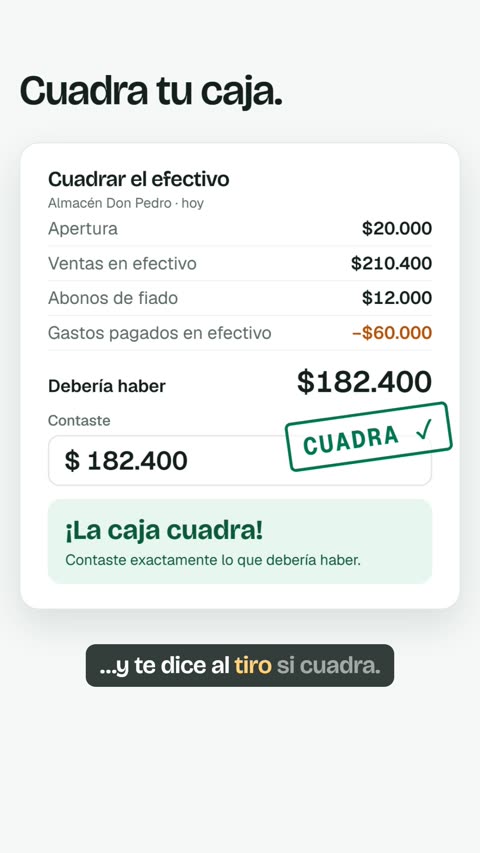 Cuadra tu caja.
Cuadrar el efectivo
Almacén Don Pedro · hoy
Apertura $20.000
Ventas en efectivo $210.400
Abonos de fiado $12.000
Gastos pagados en efectivo –$60.000
Debería haber $182.400
Contaste
$ 182.400
CUADRA ✓
¡La caja cuadra!
Contaste exactamente lo que debería haber.
...y te dice al tiro si cuadra.